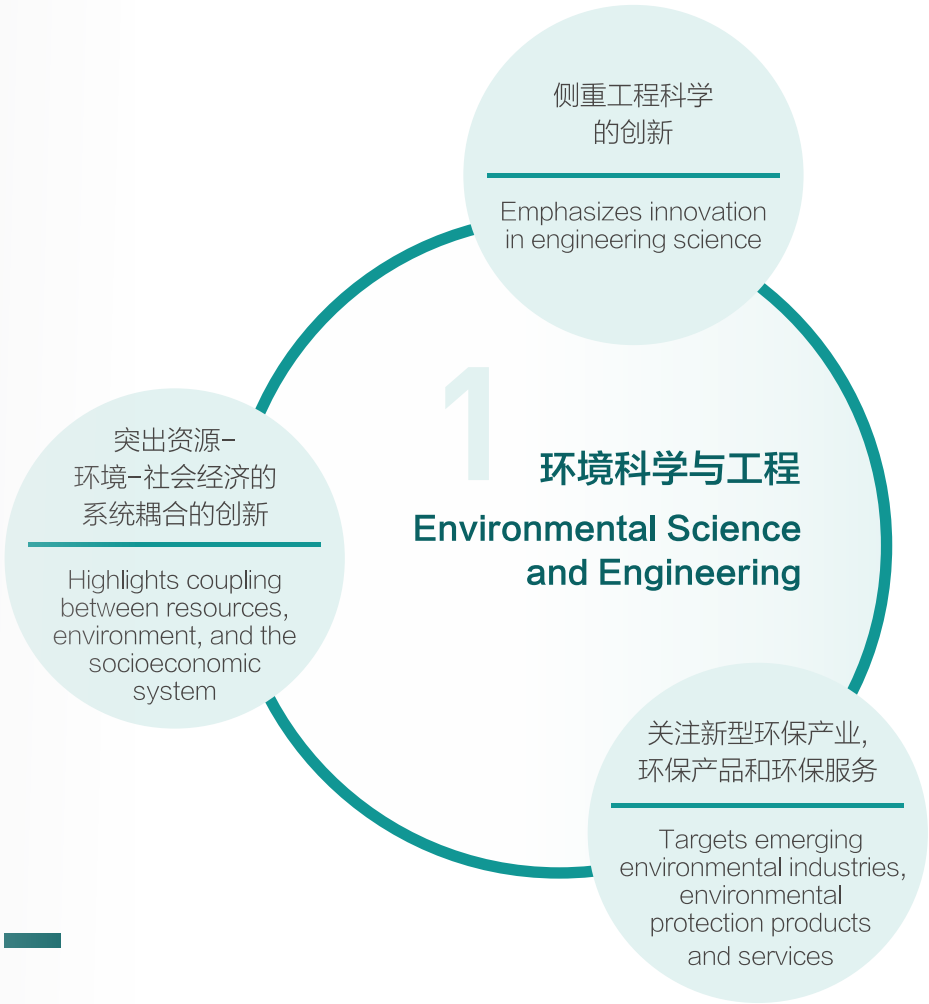 侧重工程科学
的创新
Emphasizes innovation
in engineering science
1
环境科学与工程
Environmental Science
and Engineering
突出资源-
环境-社会经济的
系统耦合的创新
Highlights coupling
between resources,
environment, and the
socioeconomic
system
关注新型环保产业,
环保产品和环保服务
Targets emerging
environmental industries,
environmental
protection products
and services